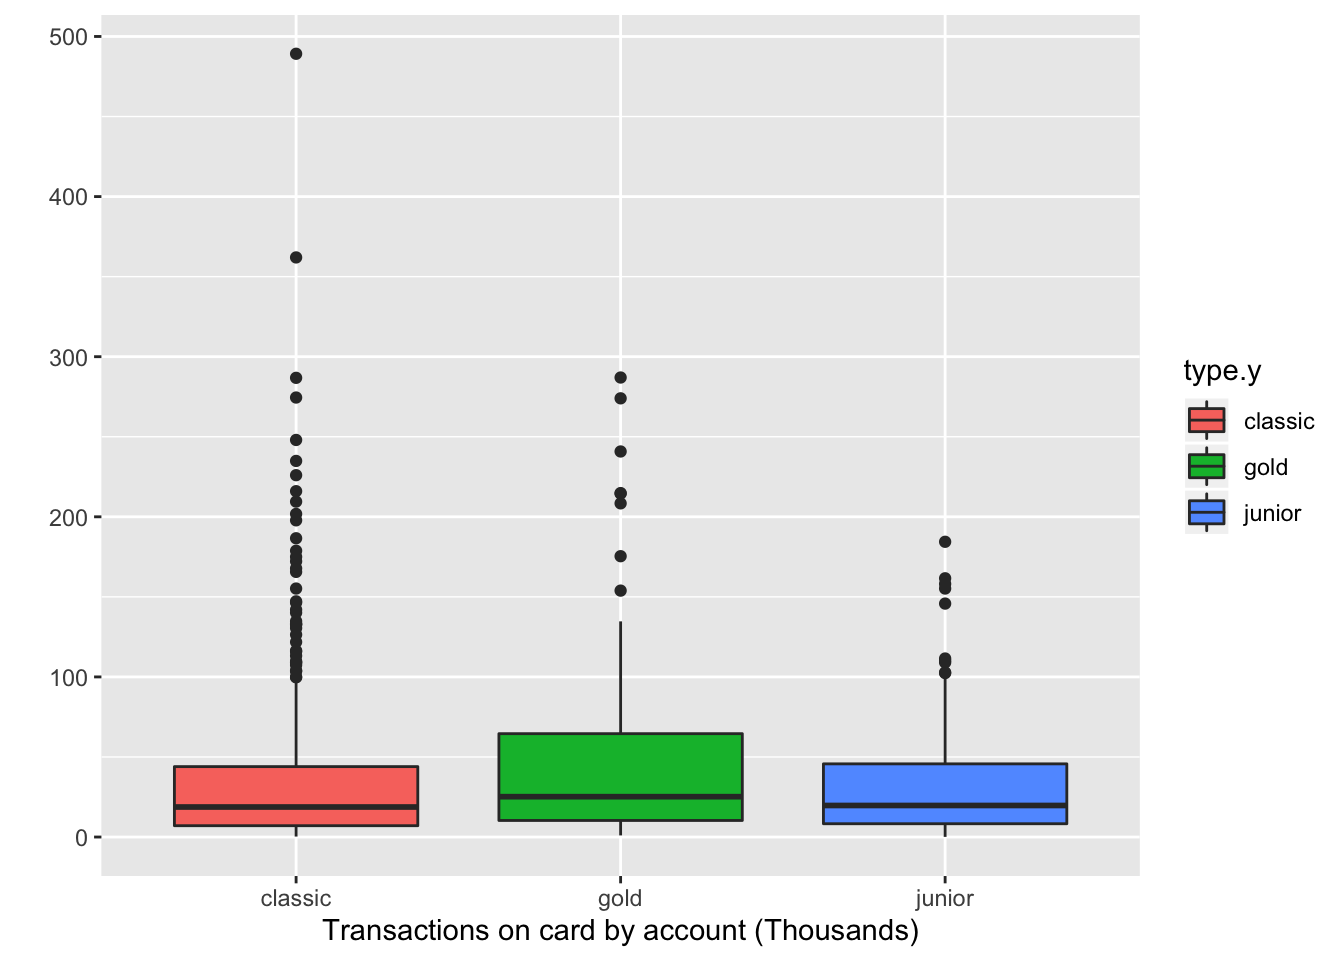 500
400
300
200
100
0
classic
gold
junior
Transactions on card by account (Thousands)
type.y
classic
gold
junior